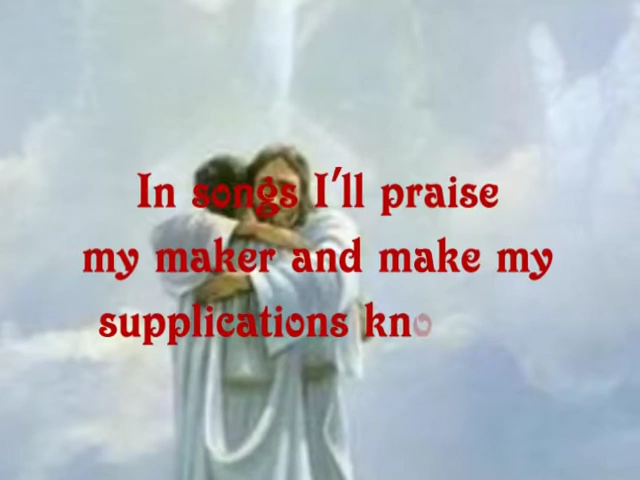 In songs I'll praise
my maker and make my
supplications kno